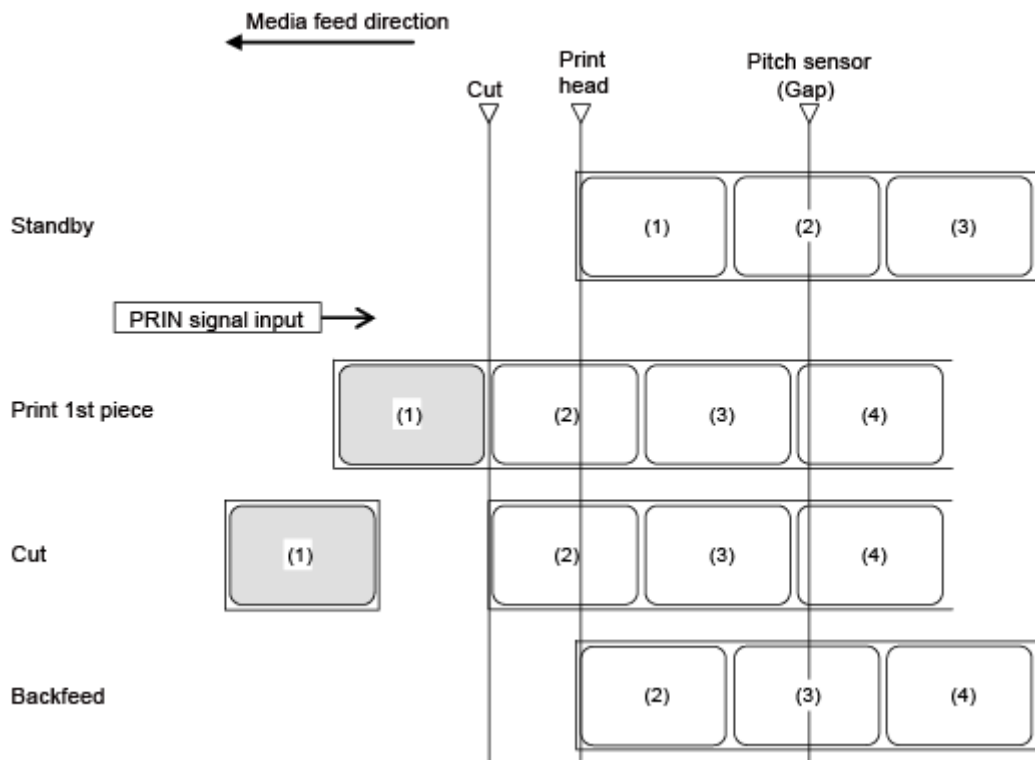 Media feed direction
Cut
Print
head
Pitch sensor
(Gap)
Standby
(1)
(2)
(3)
PRIN signal input
Print 1st piece
(1)
(2)
(3)
(4)
Cut
(1)
(2)
(3)
(4)
Backfeed
(2)
(3)
(4)